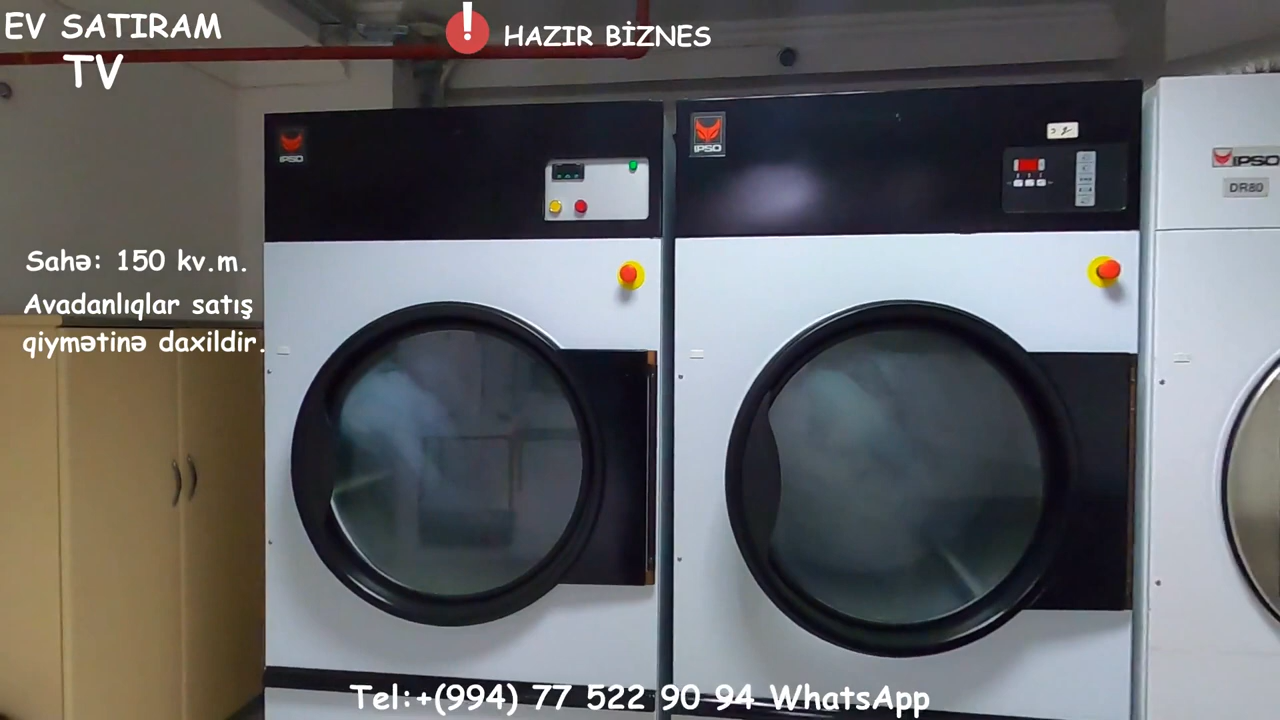 EV SATIRAM
TV
! HAZIR BİZNES
IPSO
IPSO
IPSO
DR80
Sahə: 150 kv.m.
Avadanlıqlar satış
qiymətinə daxildir.
Tel:+(994) 77 522 90 94 WhatsApp